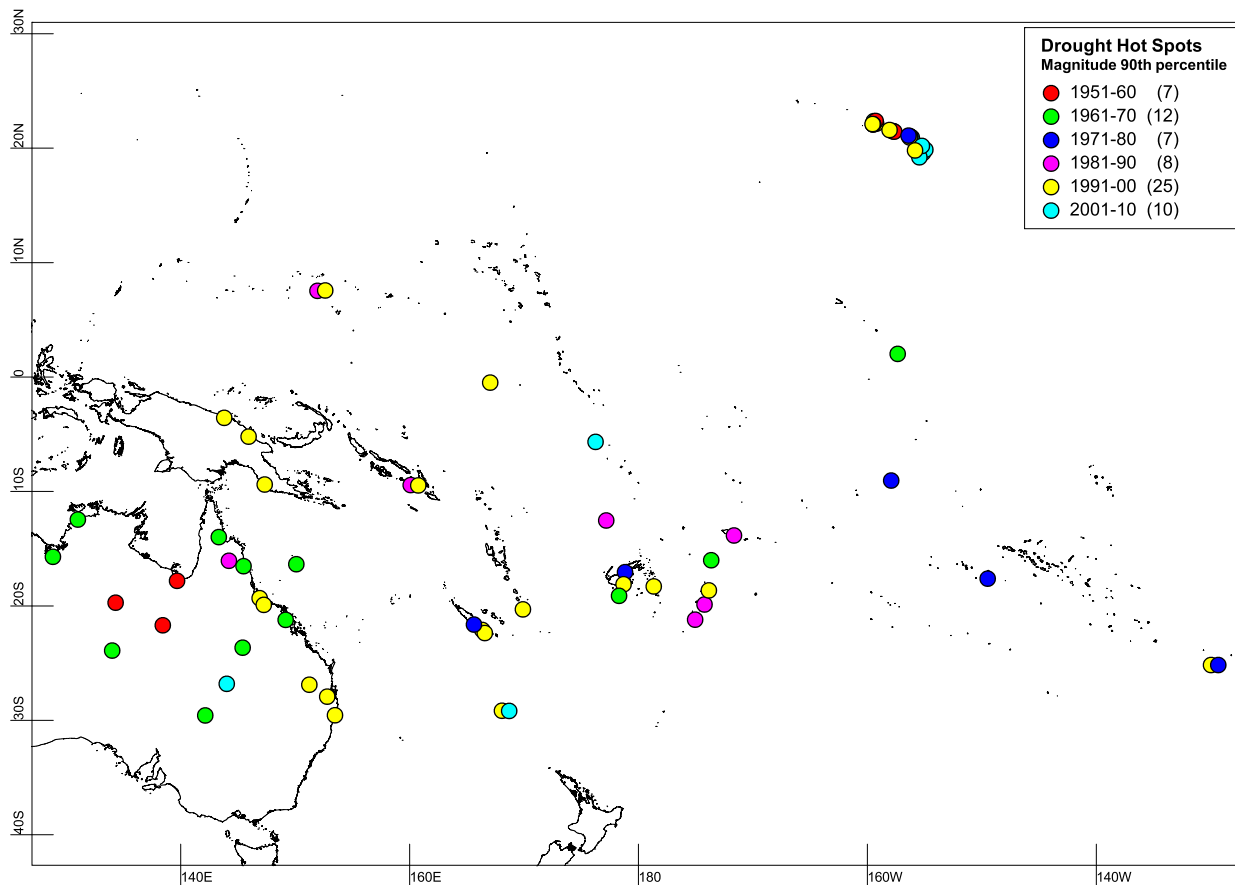 Drought Hot Spots
Magnitude 90th percentile
1951-60 (7)
1961-70 (12)
1971-80 (7)
1981-90 (8)
1991-00 (25)
2001-10 (10)
30N
20N
10N
0
10S
20S
30S
40S
140E
160E
180
160W
140W